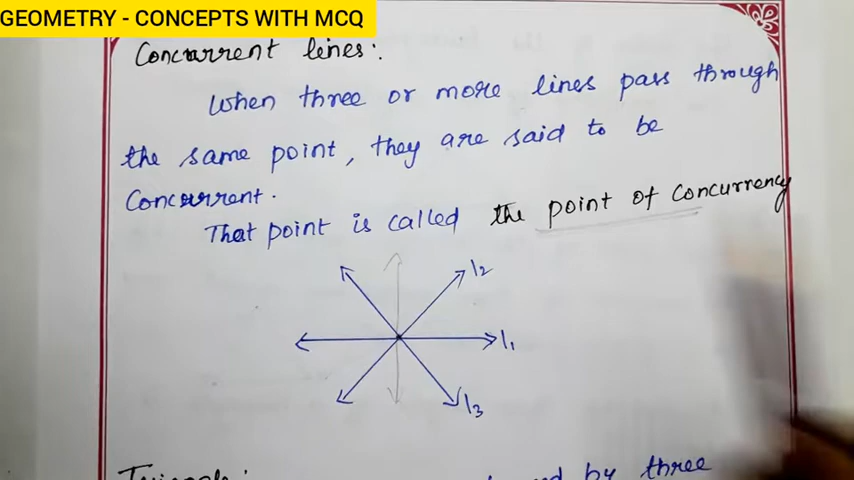 GEOMETRY - CONCEPTS WITH MCQ
Concurrent lines:
When three or more lines pass through
the same point, they are said to be
Concurrent.
That point is called the point of concurrency
l2
l1
l3
Triangle:
by three